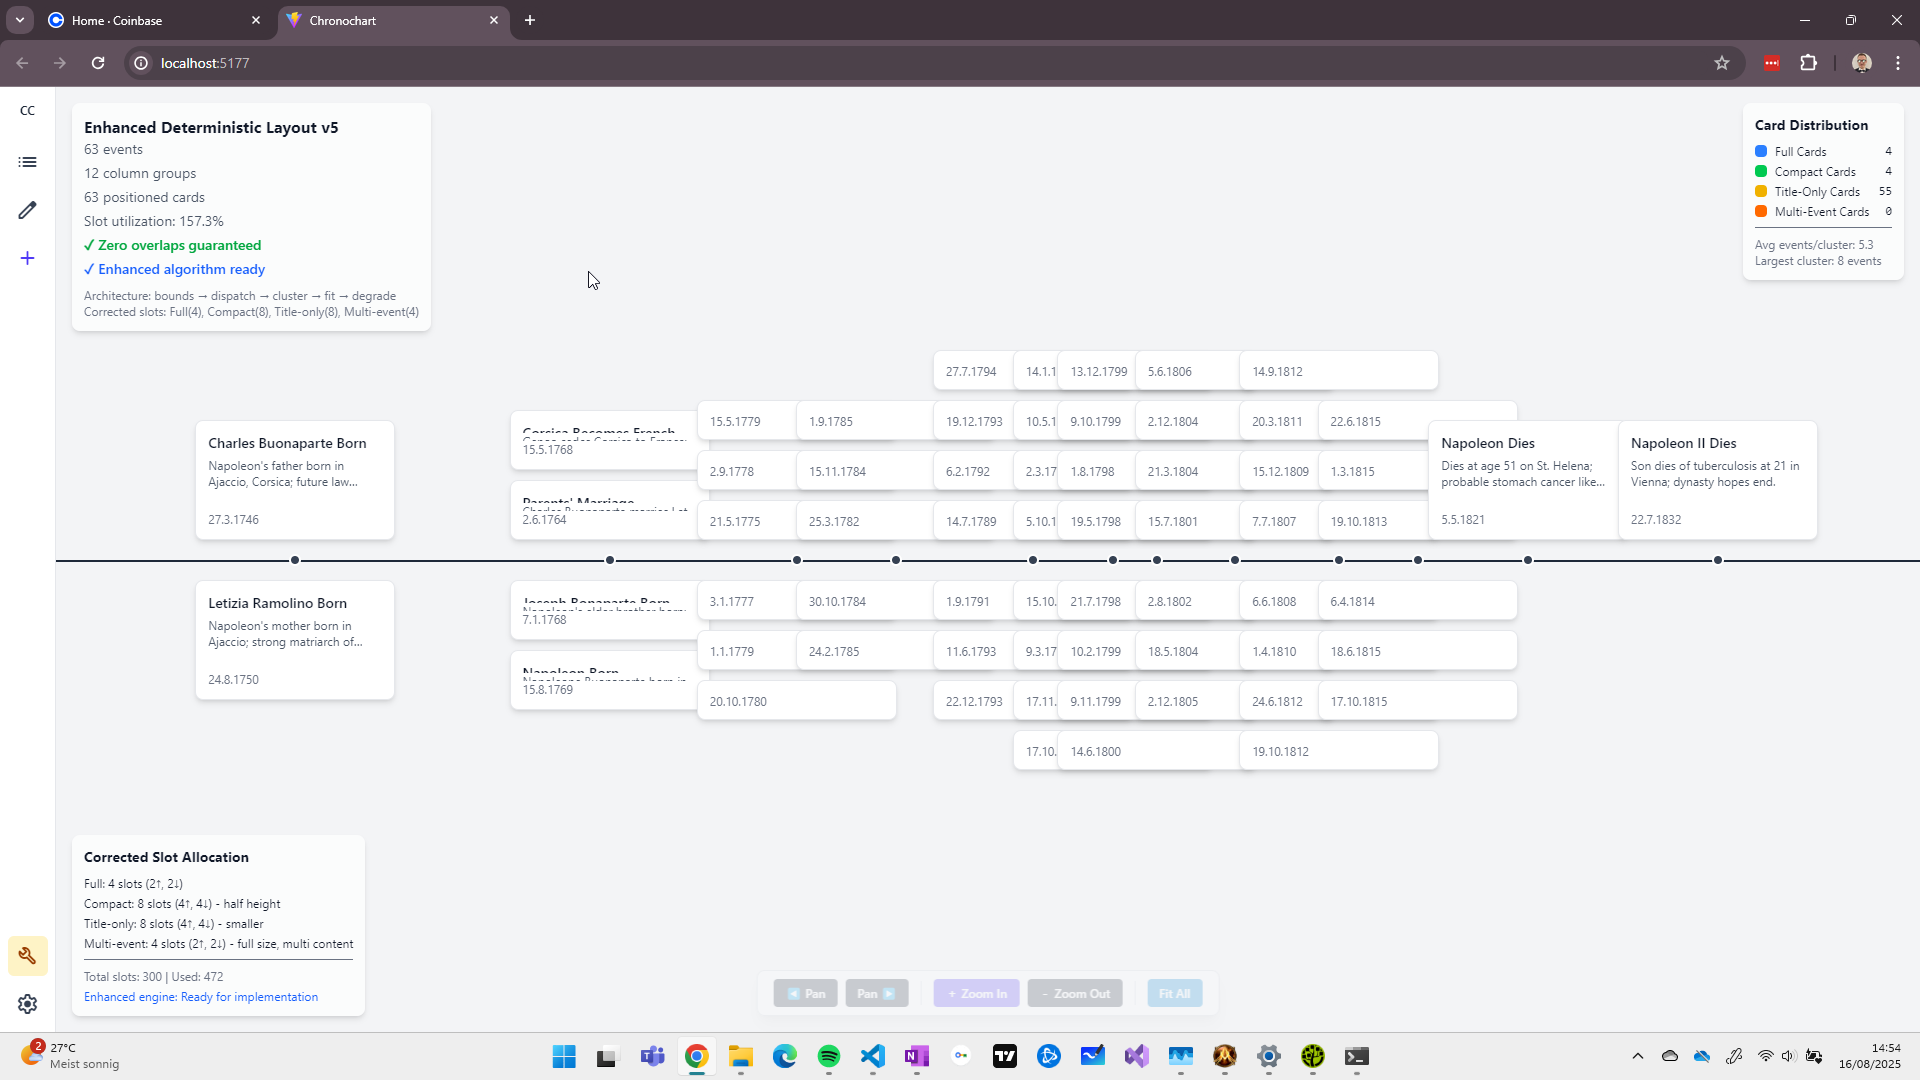 Home · Coinbase
Chronochart
localhost:5177
CC
Enhanced Deterministic Layout v5
63 events
12 column groups
63 positioned cards
Slot utilization: 157.3%
✓ Zero overlaps guaranteed
✓ Enhanced algorithm ready
Architecture: bounds → dispatch → cluster → fit → degrade
Corrected slots: Full(4), Compact(8), Title-only(8), Multi-event(4)
Card Distribution
Full Cards 4
Compact Cards 4
Title-Only Cards 55
Multi-Event Cards 0
Avg events/cluster: 5.3
Largest cluster: 8 events
27.7.1794 14.1.1 13.12.1799 5.6.1806 14.9.1812
15.5.1779 1.9.1785 19.12.1793 10.5.1 9.10.1799 2.12.1804 20.3.1811 22.6.1815
2.9.1778 15.11.1784 6.2.1792 2.3.17 1.8.1798 21.3.1804 15.12.1809 1.3.1815
21.5.1775 25.3.1782 14.7.1789 5.10.1 19.5.1798 15.7.1801 7.7.1807 19.10.1813
Charles Buonaparte Born
Napoleon's father born in
Ajaccio, Corsica; future law...
27.3.1746
Corsica Becomes French
Genoa cedes Corsica to France;
15.5.1768
Parents' Marriage
2.6.1764
Napoleon Dies
Dies at age 51 on St. Helena;
probable stomach cancer like...
5.5.1821
Napoleon II Dies
Son dies of tuberculosis at 21 in
Vienna; dynasty hopes end.
22.7.1832
Letizia Ramolino Born
Napoleon's mother born in
Ajaccio; strong matriarch of...
24.8.1750
Joseph Bonaparte Born
Napoleon's elder brother born;
7.1.1768
Napoleon Born
Napoleone Buonaparte born in
15.8.1769
3.1.1777 30.10.1784 1.9.1791 15.10. 21.7.1798 2.8.1802 6.6.1808 6.4.1814
1.1.1779 24.2.1785 11.6.1793 9.3.17 10.2.1799 18.5.1804 1.4.1810 18.6.1815
20.10.1780 22.12.1793 17.11. 9.11.1799 2.12.1805 24.6.1812 17.10.1815
17.10. 14.6.1800 19.10.1812
Corrected Slot Allocation
Full: 4 slots (2↑, 2↓)
Compact: 8 slots (4↑, 4↓) - half height
Title-only: 8 slots (4↑, 4↓) - smaller
Multi-event: 4 slots (2↑, 2↓) - full size, multi content
Total slots: 300 | Used: 472
Enhanced engine: Ready for implementation
◀ Pan Pan ▶ + Zoom In - Zoom Out Fit All
2
27°C
Meist sonnig
14:54
16/08/2025